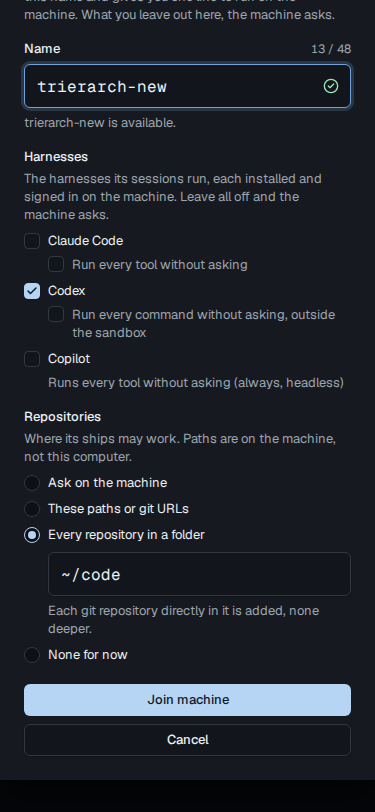 machine. What you leave out here, the machine asks.
Name 13 / 48
trierarch-new
trierarch-new is available.
Harnesses
The harnesses its sessions run, each installed and
signed in on the machine. Leave all off and the
machine asks.
Claude Code
Run every tool without asking
Codex
Run every command without asking, outside
the sandbox
Copilot
Runs every tool without asking (always, headless)
Repositories
Where its ships may work. Paths are on the machine,
not this computer.
Ask on the machine
These paths or git URLs
Every repository in a folder
~/code
Each git repository directly in it is added, none
deeper.
None for now
Join machine
Cancel